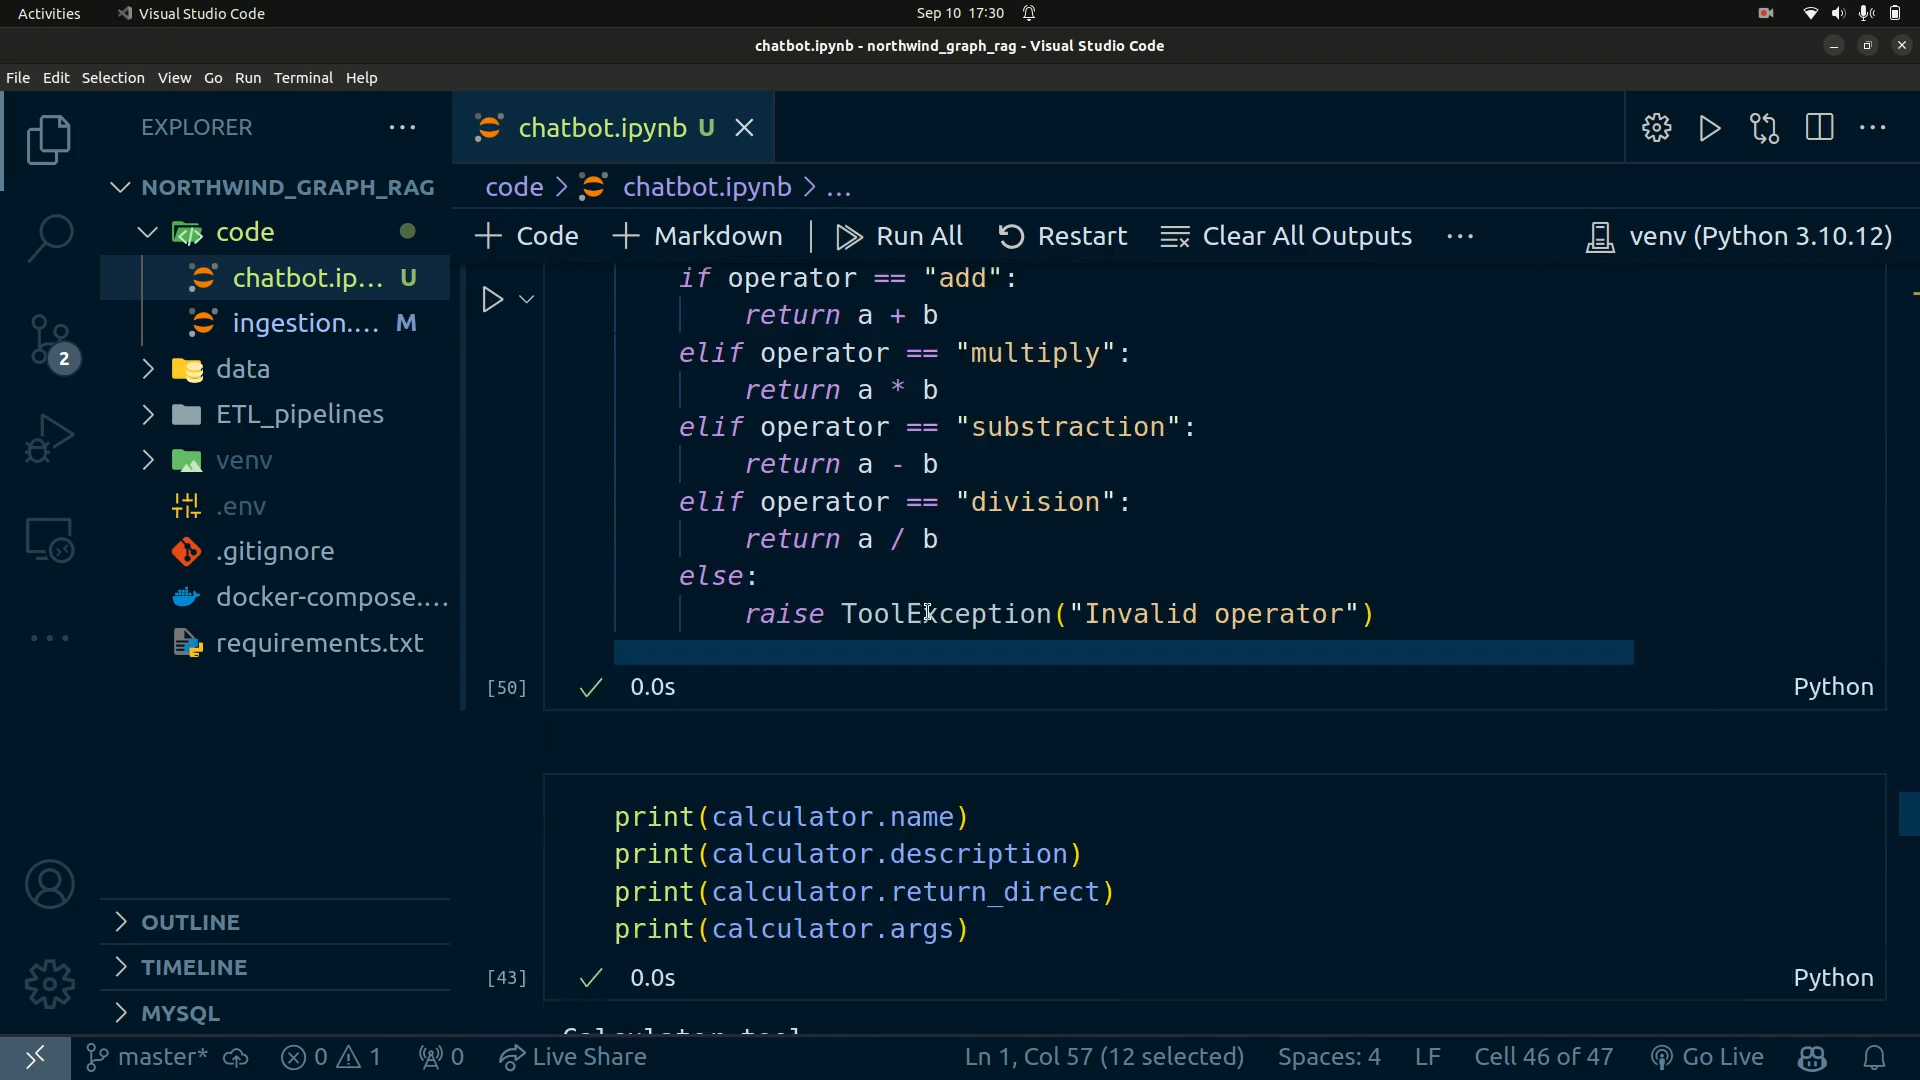 Activities Visual Studio Code Sep 10 17:30
chatbot.ipynb - northwind_graph_rag - Visual Studio Code
File Edit Selection View Go Run Terminal Help
EXPLORER
chatbot.ipynb U
NORTHWIND_GRAPH_RAG
code > chatbot.ipynb > ...
code
Code Markdown Run All Restart Clear All Outputs venv (Python 3.10.12)
chatbot.ip... U
ingestion.... M
2
data
ETL_pipelines
venv
.env
.gitignore
docker-compose....
requirements.txt
OUTLINE
TIMELINE
MYSQL
if operator == "add":
return a + b
elif operator == "multiply":
return a * b
elif operator == "substraction":
return a - b
elif operator == "division":
return a / b
else:
raise ToolException("Invalid operator")
[50] 0.0s Python
print(calculator.name)
print(calculator.description)
print(calculator.return_direct)
print(calculator.args)
[43] 0.0s Python
master* 0 1 0 Live Share Ln 1, Col 57 (12 selected) Spaces: 4 LF Cell 46 of 47 Go Live